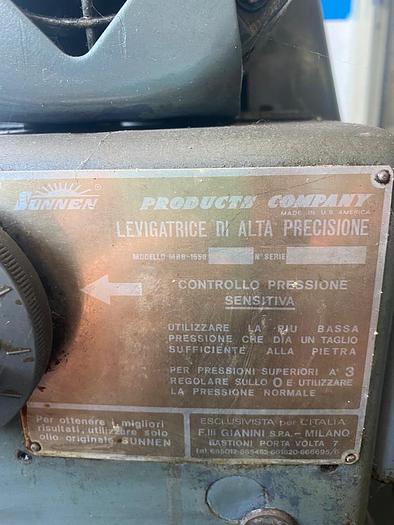 SUNNEN® PRODUCTS COMPANY
MADE IN U.S. AMERICA
LEVIGATRICE DI ALTA PRECISIONE
MODELLO MBB-1650 N° SERIE
CONTROLLO PRESSIONE
SENSITIVA
UTILIZZARE LA PIU BASSA
PRESSIONE CHE DIA UN TAGLIO
SUFFICIENTE ALLA PIETRA
PER PRESSIONI SUPERIORI A' 3
REGOLARE SULLO 0 E UTILIZZARE
LA PRESSIONE NORMALE
Per ottenere i migliori
risultati, utilizzare solo
olio originale SUNNEN
ESCLUSIVISTA per L'ITALIA
F.lli GIANINI S.P.A. - MILANO
BASTIONI PORTA VOLTA 7